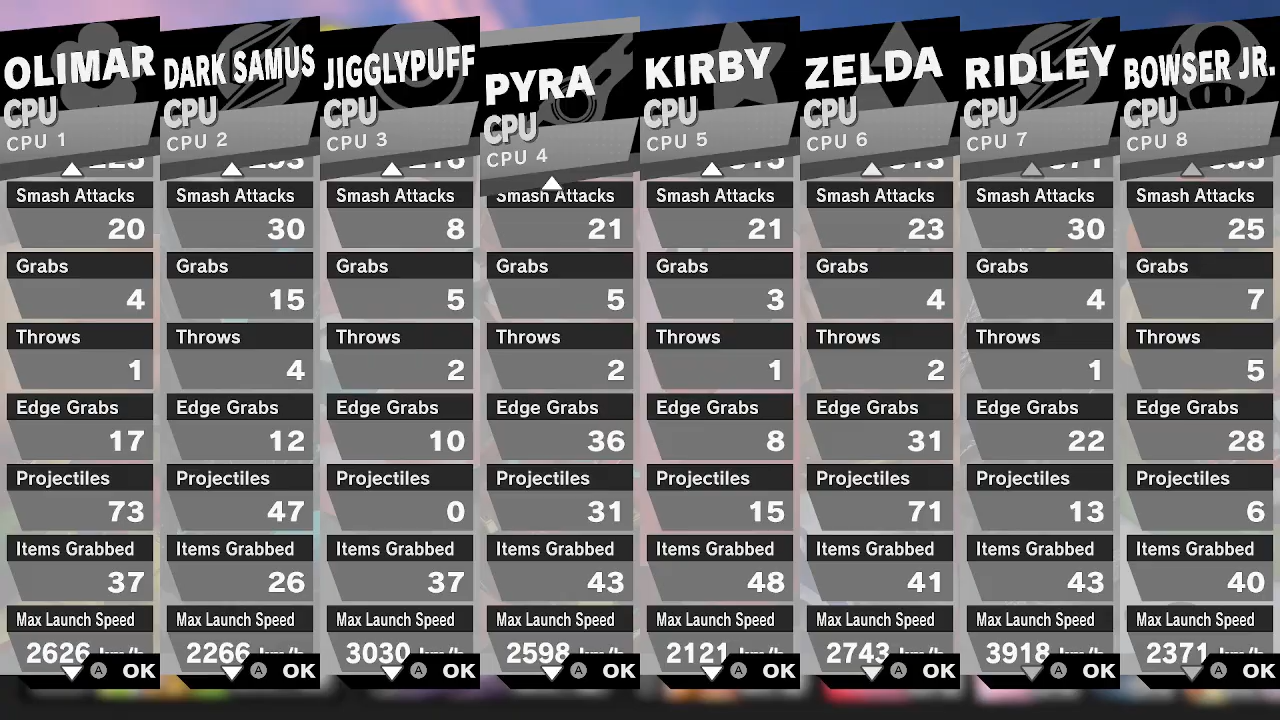 OLIMAR
CPU
CPU 1
Smash Attacks
20
Grabs
4
Throws
1
Edge Grabs
17
Projectiles
73
Items Grabbed
37
Max Launch Speed
2626 km/h
A OK
DARK SAMUS
CPU
CPU 2
Smash Attacks
30
Grabs
15
Throws
4
Edge Grabs
12
Projectiles
47
Items Grabbed
26
Max Launch Speed
2266 km/h
A OK
JIGGLYPUFF
CPU
CPU 3
Smash Attacks
8
Grabs
5
Throws
2
Edge Grabs
10
Projectiles
0
Items Grabbed
37
Max Launch Speed
3030 km/h
A OK
PYRA
CPU
CPU 4
Smash Attacks
21
Grabs
5
Throws
2
Edge Grabs
36
Projectiles
31
Items Grabbed
43
Max Launch Speed
2598 km/h
A OK
KIRBY
CPU
CPU 5
Smash Attacks
21
Grabs
3
Throws
1
Edge Grabs
8
Projectiles
15
Items Grabbed
48
Max Launch Speed
2121 km/h
A OK
ZELDA
CPU
CPU 6
Smash Attacks
23
Grabs
4
Throws
2
Edge Grabs
31
Projectiles
71
Items Grabbed
41
Max Launch Speed
2743 km/h
A OK
RIDLEY
CPU
CPU 7
Smash Attacks
30
Grabs
4
Throws
1
Edge Grabs
22
Projectiles
13
Items Grabbed
43
Max Launch Speed
3918 km/h
A OK
BOWSER JR.
CPU
CPU 8
Smash Attacks
25
Grabs
7
Throws
5
Edge Grabs
28
Projectiles
6
Items Grabbed
40
Max Launch Speed
2371 km/h
A OK